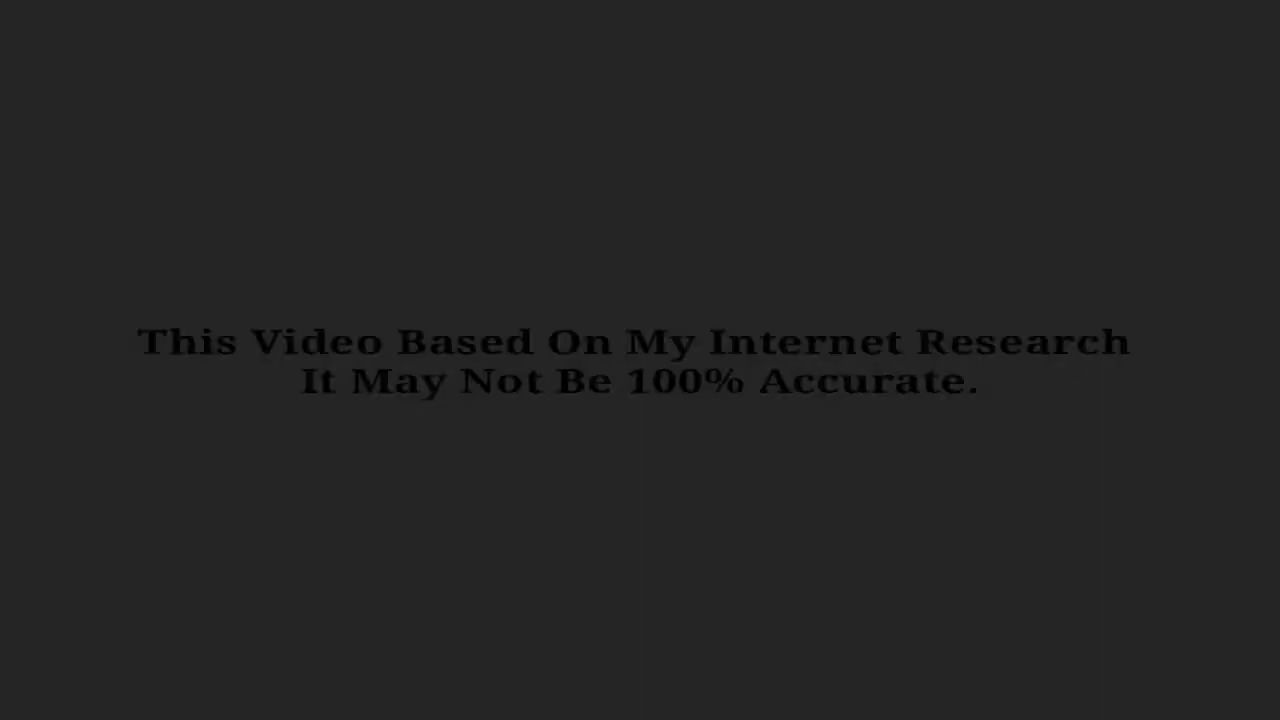 This Video Based On My Internet Research
It May Not Be 100% Accurate.